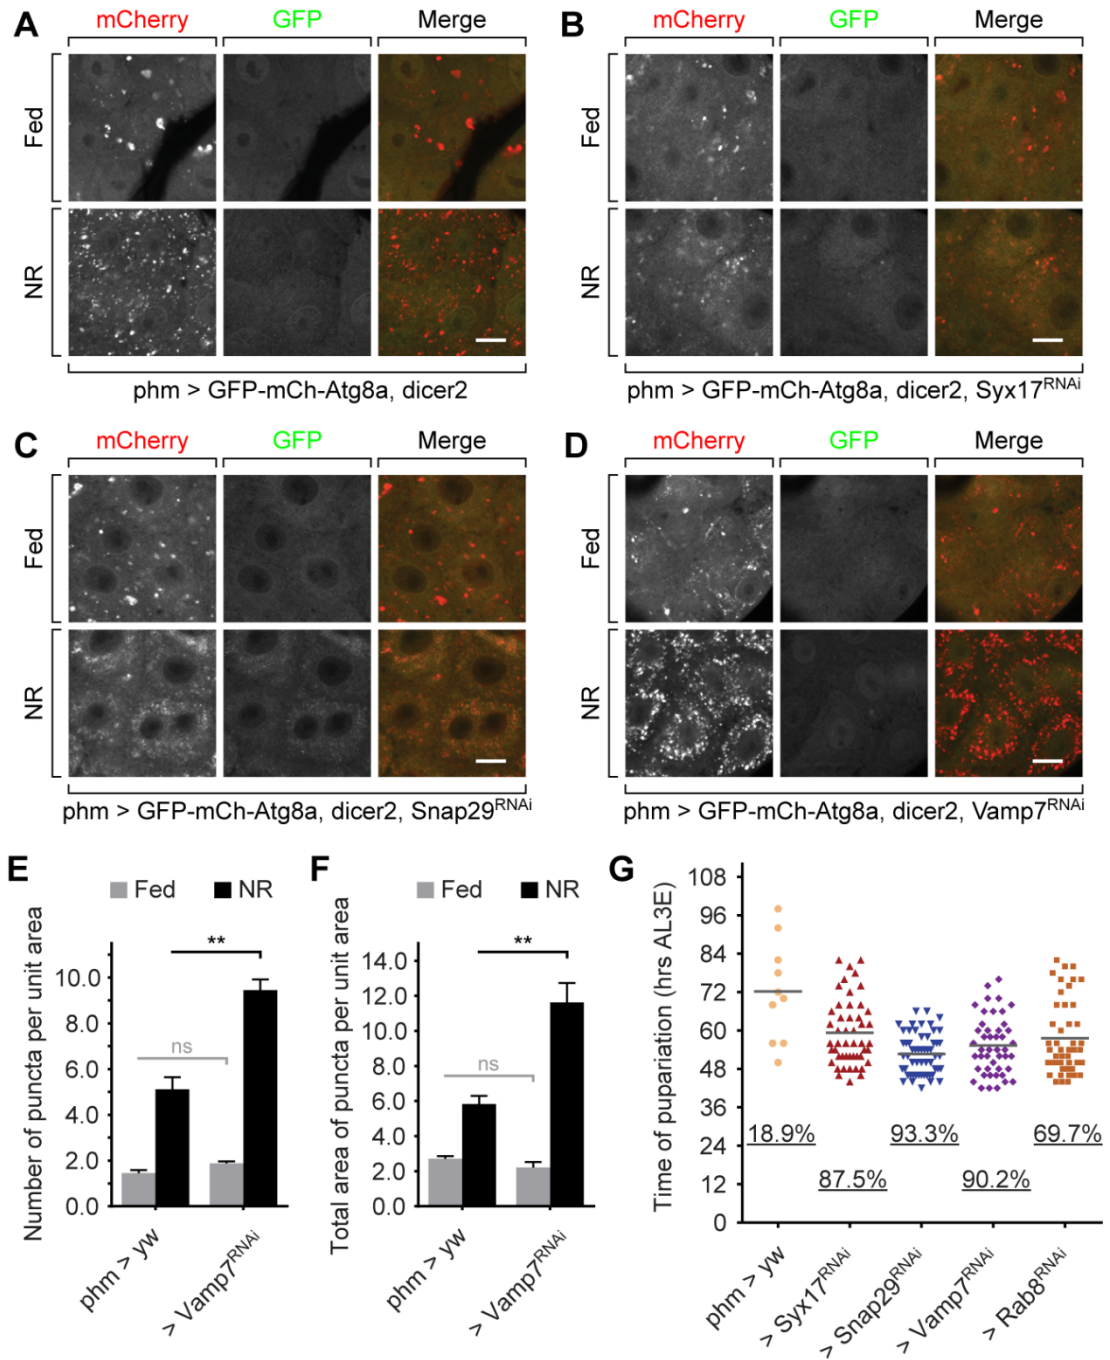 A
mCherry GFP Merge
Fed
NR
phm > GFP-mCh-Atg8a, dicer2
B
mCherry GFP Merge
Fed
NR
phm > GFP-mCh-Atg8a, dicer2, Syx17RNAi
C
mCherry GFP Merge
Fed
NR
phm > GFP-mCh-Atg8a, dicer2, Snap29RNAi
D
mCherry GFP Merge
Fed
NR
phm > GFP-mCh-Atg8a, dicer2, Vamp7RNAi
E
Fed NR
Number of puncta per unit area
10.0
8.0
6.0
4.0
2.0
0.0
**
ns
phm > yw
> Vamp7RNAi
F
Fed NR
Total area of puncta per unit area
14.0
12.0
10.0
8.0
6.0
4.0
2.0
0.0
**
ns
phm > yw
> Vamp7RNAi
G
Time of pupariation (hrs AL3E)
108
96
84
72
60
48
36
24
12
0
18.9%
87.5%
93.3%
90.2%
69.7%
phm > yw
> Syx17RNAi
> Snap29RNAi
> Vamp7RNAi
> Rab8RNAi